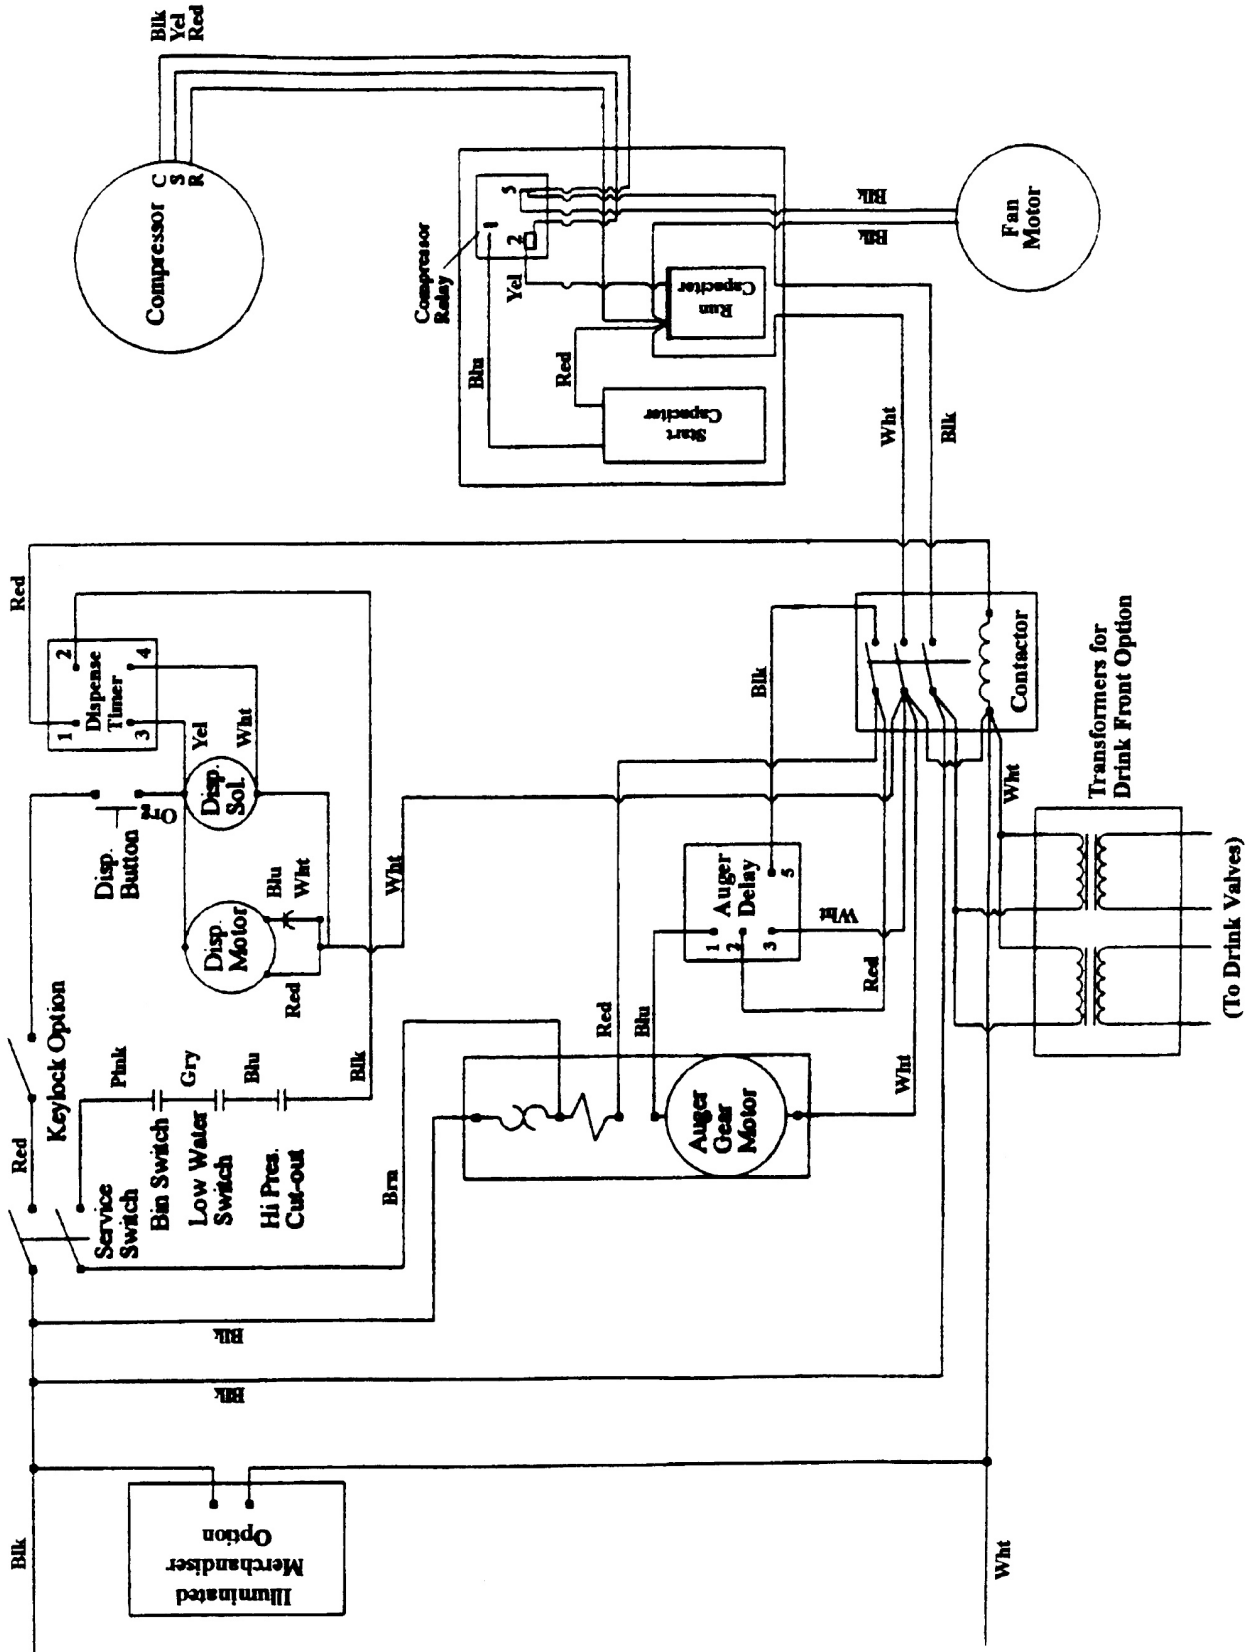 Blk
Yel
Red
Compressor
C
S
R
Compressor
Relay
1
2
5
Yel
Blu
Red
Run
Capacitor
Start
Capacitor
Blk
Blk
Fan
Motor
Wht
Blk
Red
Dispense
Timer
1
2
3
4
Yel
Wht
Org
Disp.
Button
Disp.
Sol.
Disp.
Motor
Blu
Wht
Red
Wht
Blk
Keylock Option
Red
Pink
Gry
Blu
Blk
Service
Switch
Bin Switch
Low Water
Switch
Hi Pres.
Cut-out
Brn
Blk
Blk
Red
Blu
Auger
Gear
Motor
Auger
Delay
1
2
3
5
Blk
Wht
Red
Wht
Contactor
Wht
Transformers for
Drink Front Option
(To Drink Valves)
Illuminated
Merchandiser
Option
Blk
Wht